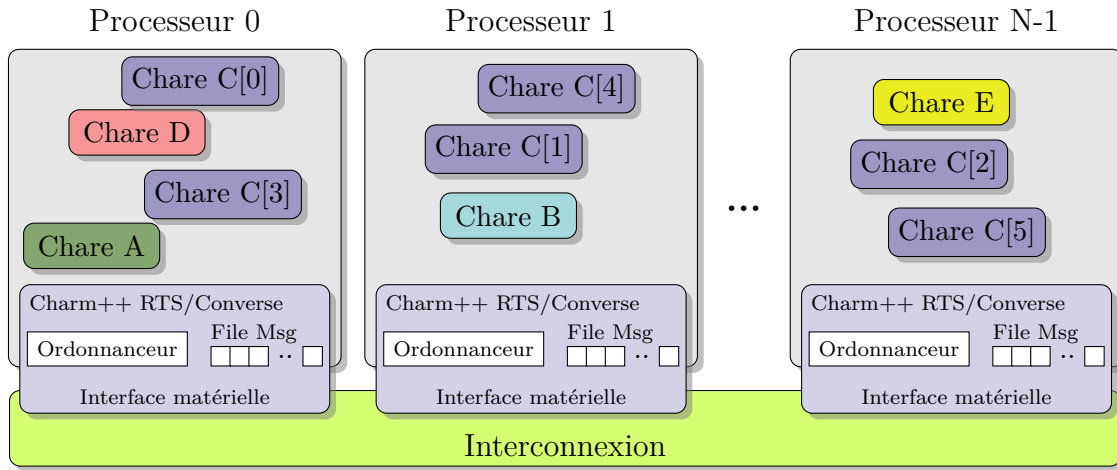 Processeur 0
Chare C[0]
Chare D
Chare C[3]
Chare A
Charm++ RTS/Converse
File Msg
Ordonnanceur
..
Interface matérielle
Processeur 1
Chare C[4]
Chare C[1]
Chare B
Charm++ RTS/Converse
File Msg
Ordonnanceur
..
Interface matérielle
...
Processeur N-1
Chare E
Chare C[2]
Chare C[5]
Charm++ RTS/Converse
File Msg
Ordonnanceur
..
Interface matérielle
Interconnexion